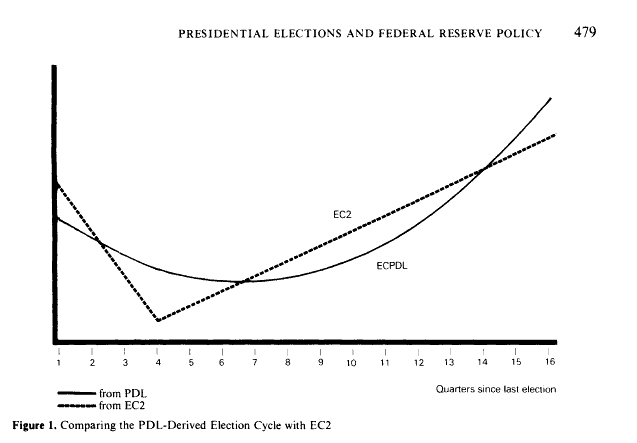 PRESIDENTIAL ELECTIONS AND FEDERAL RESERVE POLICY 479
EC2
ECPDL
1 2 3 4 5 6 7 8 9 10 11 12 13 14 15 16
Quarters since last election
from PDL
from EC2
Figure 1. Comparing the PDL-Derived Election Cycle with EC2